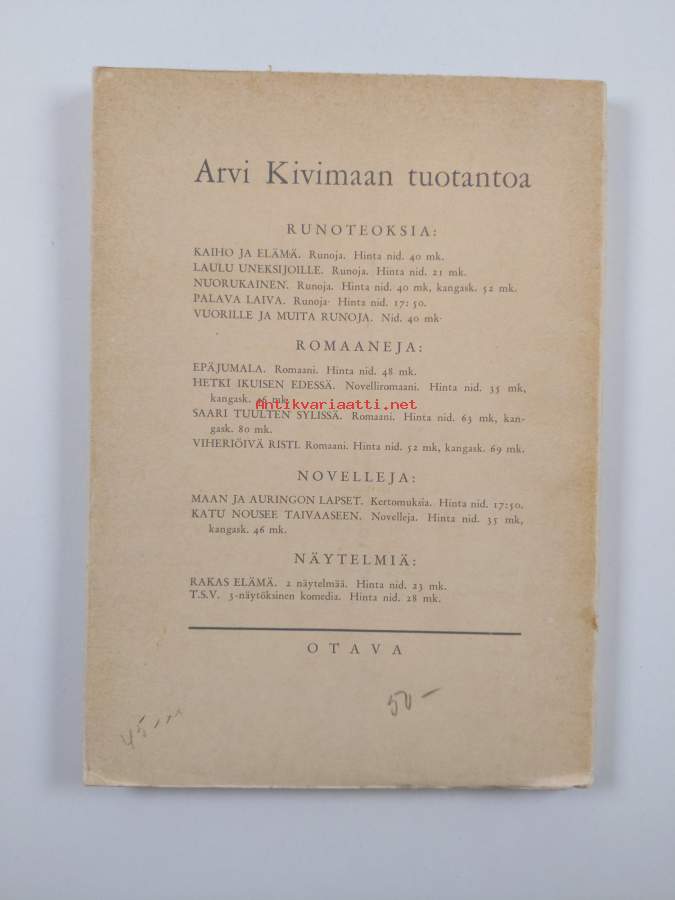 Arvi Kivimaan tuotantoa
RUNOTEOKSIA:
KAIHO JA ELÄMÄ. Runoja. Hinta nid. 40 mk.
LAULU UNEKSIJOILLE. Runoja. Hinta nid. 21 mk.
NUORUKAINEN. Runoja. Hinta nid. 40 mk, kangask. 52 mk.
PALAVA LAIVA. Runoja. Hinta nid. 17:50.
VUORILLE JA MUITA RUNOJA. Nid. 40 mk.
ROMAANEJA:
EPÄJUMALA. Romaani. Hinta nid. 48 mk.
HETKI IKUISEN EDESSÄ. Novelliromaani. Hinta nid. 35 mk,
kangask. 46 mk.
Antikvariaatti.net
SAARI TUULTEN SYLISSÄ. Romaani. Hinta nid. 63 mk, kan-
gask. 80 mk.
VIHERIÖIVÄ RISTI. Romaani. Hinta nid. 52 mk, kangask. 69 mk.
NOVELLEJA:
MAAN JA AURINGON LAPSET. Kertomuksia. Hinta nid. 17:50.
KATU NOUSEE TAIVAASEEN. Novelleja. Hinta nid. 35 mk,
kangask. 46 mk.
NÄYTELMIÄ:
RAKAS ELÄMÄ. 2 näytelmää. Hinta nid. 23 mk.
T.S.V. 3-näytöksinen komedia. Hinta nid. 28 mk.
OTAVA
50-